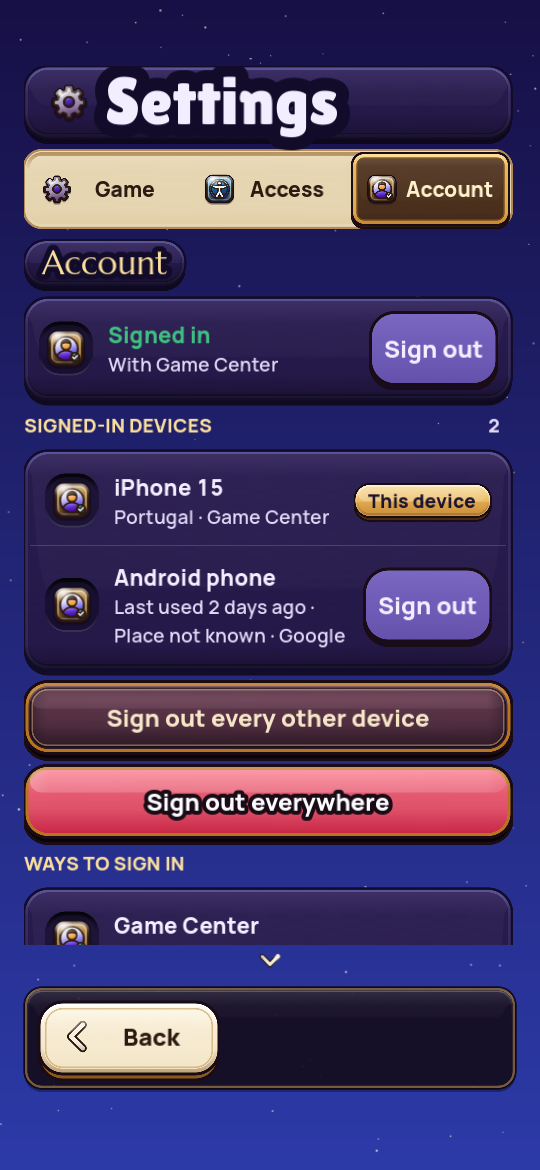 Settings
Game
Access
Account
Account
Signed in
With Game Center
Sign out
SIGNED-IN DEVICES
2
iPhone 15
Portugal · Game Center
This device
Android phone
Last used 2 days ago ·
Place not known · Google
Sign out
Sign out every other device
Sign out everywhere
WAYS TO SIGN IN
Game Center
Back